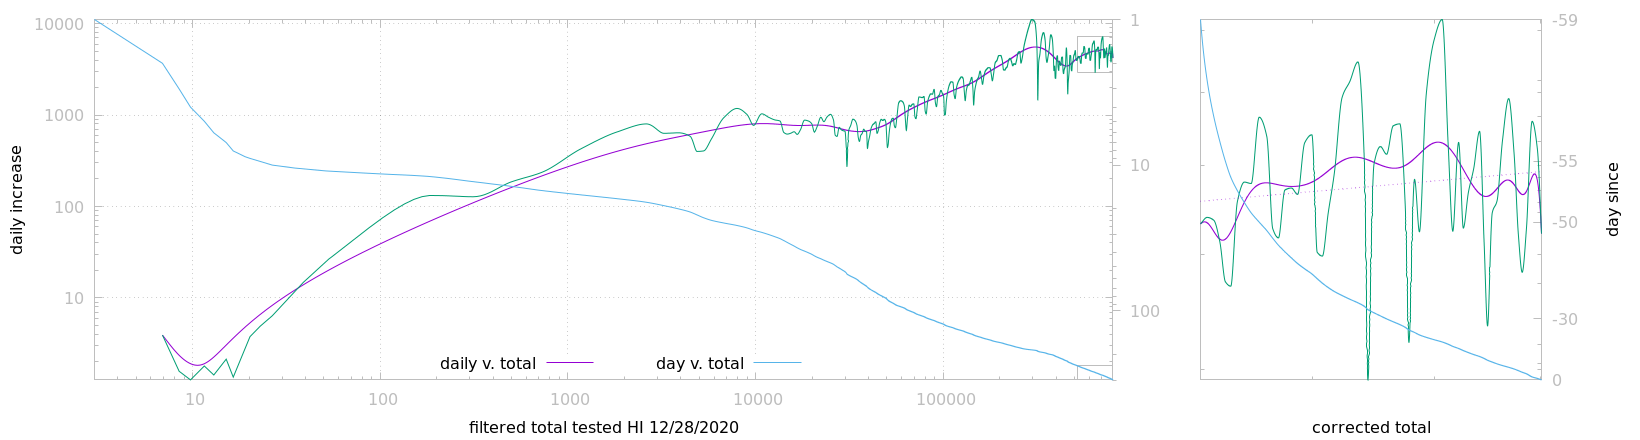 10000
1000
100
10
daily increase
10
100
1000
10000
100000
filtered total tested HI 12/28/2020
daily v. total
day v. total
1
10
100
-59
-55
-50
-30
0
day since
corrected total